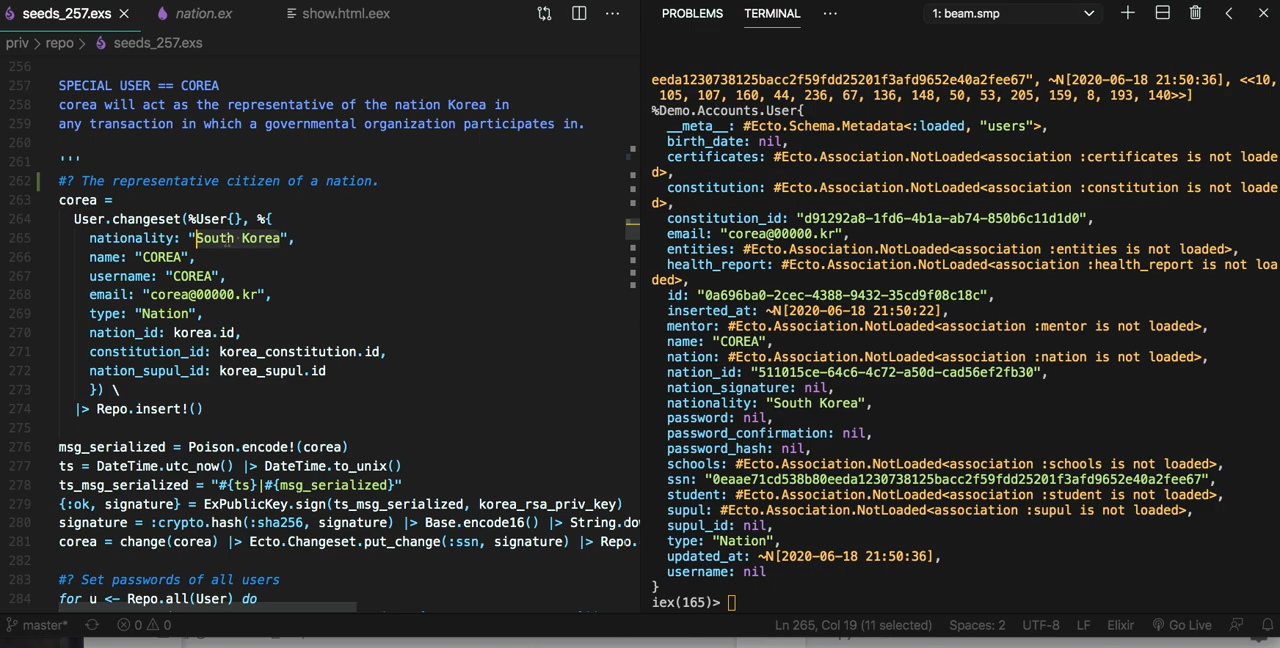 seeds_257.exs
nation.ex
show.html.eex
priv > repo > seeds_257.exs
256
257 SPECIAL USER == COREA
258 corea will act as the representative of the nation Korea in
259 any transaction in which a governmental organization participates in.
260
261 '''
262 #? The representative citizen of a nation.
263 corea =
264 User.changeset(%User{}, %{
265 nationality: "South Korea",
266 name: "COREA",
267 username: "COREA",
268 email: "corea@00000.kr",
269 type: "Nation",
270 nation_id: korea.id,
271 constitution_id: korea_constitution.id,
272 nation_supul_id: korea_supul.id
273 }) \
274 |> Repo.insert!()
275
276 msg_serialized = Poison.encode!(corea)
277 ts = DateTime.utc_now() |> DateTime.to_unix()
278 ts_msg_serialized = "#{ts}|#{msg_serialized}"
279 {:ok, signature} = ExPublicKey.sign(ts_msg_serialized, korea_rsa_priv_key)
280 signature = :crypto.hash(:sha256, signature) |> Base.encode16() |> String.do
281 corea = change(corea) |> Ecto.Changeset.put_change(:ssn, signature) |> Repo.
282
283 #? Set passwords of all users
284 for u <- Repo.all(User) do
PROBLEMS TERMINAL ... 1: beam.smp
eeda1230738125bacc2f59fdd25201f3afd9652e40a2fee67", ~N[2020-06-18 21:50:36], <<10,
105, 107, 160, 44, 236, 67, 136, 148, 50, 53, 205, 159, 8, 193, 140>>]
%Demo.Accounts.User{
__meta__: #Ecto.Schema.Metadata<:loaded, "users">,
birth_date: nil,
certificates: #Ecto.Association.NotLoaded<association :certificates is not loade
d>,
constitution: #Ecto.Association.NotLoaded<association :constitution is not loade
d>,
constitution_id: "d91292a8-1fd6-4b1a-ab74-850b6c11d1d0",
email: "corea@00000.kr",
entities: #Ecto.Association.NotLoaded<association :entities is not loaded>,
health_report: #Ecto.Association.NotLoaded<association :health_report is not loa
ded>,
id: "0a696ba0-2cec-4388-9432-35cd9f08c18c",
inserted_at: ~N[2020-06-18 21:50:22],
mentor: #Ecto.Association.NotLoaded<association :mentor is not loaded>,
name: "COREA",
nation: #Ecto.Association.NotLoaded<association :nation is not loaded>,
nation_id: "511015ce-64c6-4c72-a50d-cad56ef2fb30",
nation_signature: nil,
nationality: "South Korea",
password: nil,
password_confirmation: nil,
password_hash: nil,
schools: #Ecto.Association.NotLoaded<association :schools is not loaded>,
ssn: "0eaae71cd538b80eeda1230738125bacc2f59fdd25201f3afd9652e40a2fee67",
student: #Ecto.Association.NotLoaded<association :student is not loaded>,
supul: #Ecto.Association.NotLoaded<association :supul is not loaded>,
supul_id: nil,
type: "Nation",
updated_at: ~N[2020-06-18 21:50:36],
username: nil
}
iex(165)>
master* 0 0 Ln 265, Col 19 (11 selected) Spaces: 2 UTF-8 LF Elixir Go Live